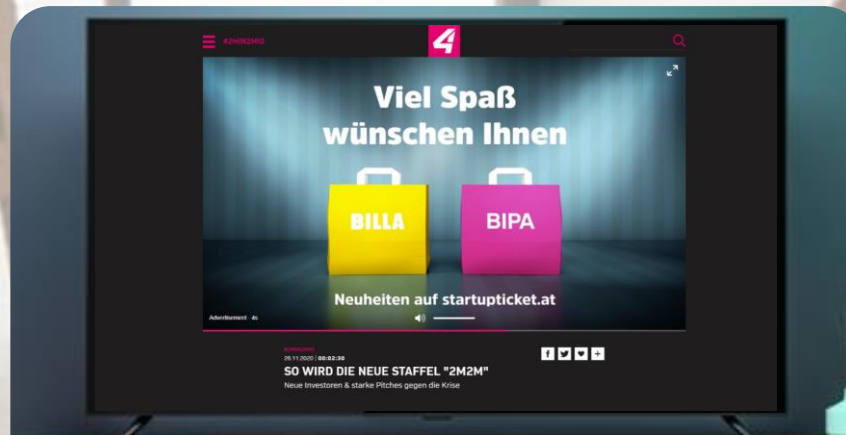 #2MIN2MIO
4
Viel Spaß
wünschen Ihnen
BILLA
BIPA
Neuheiten auf startupticket.at
Advertisement · 4s
#2MIN2MIO
26.11.2020 | 00:02:30
SO WIRD DIE NEUE STAFFEL "2M2M"
Neue Investoren & starke Pitches gegen die Krise